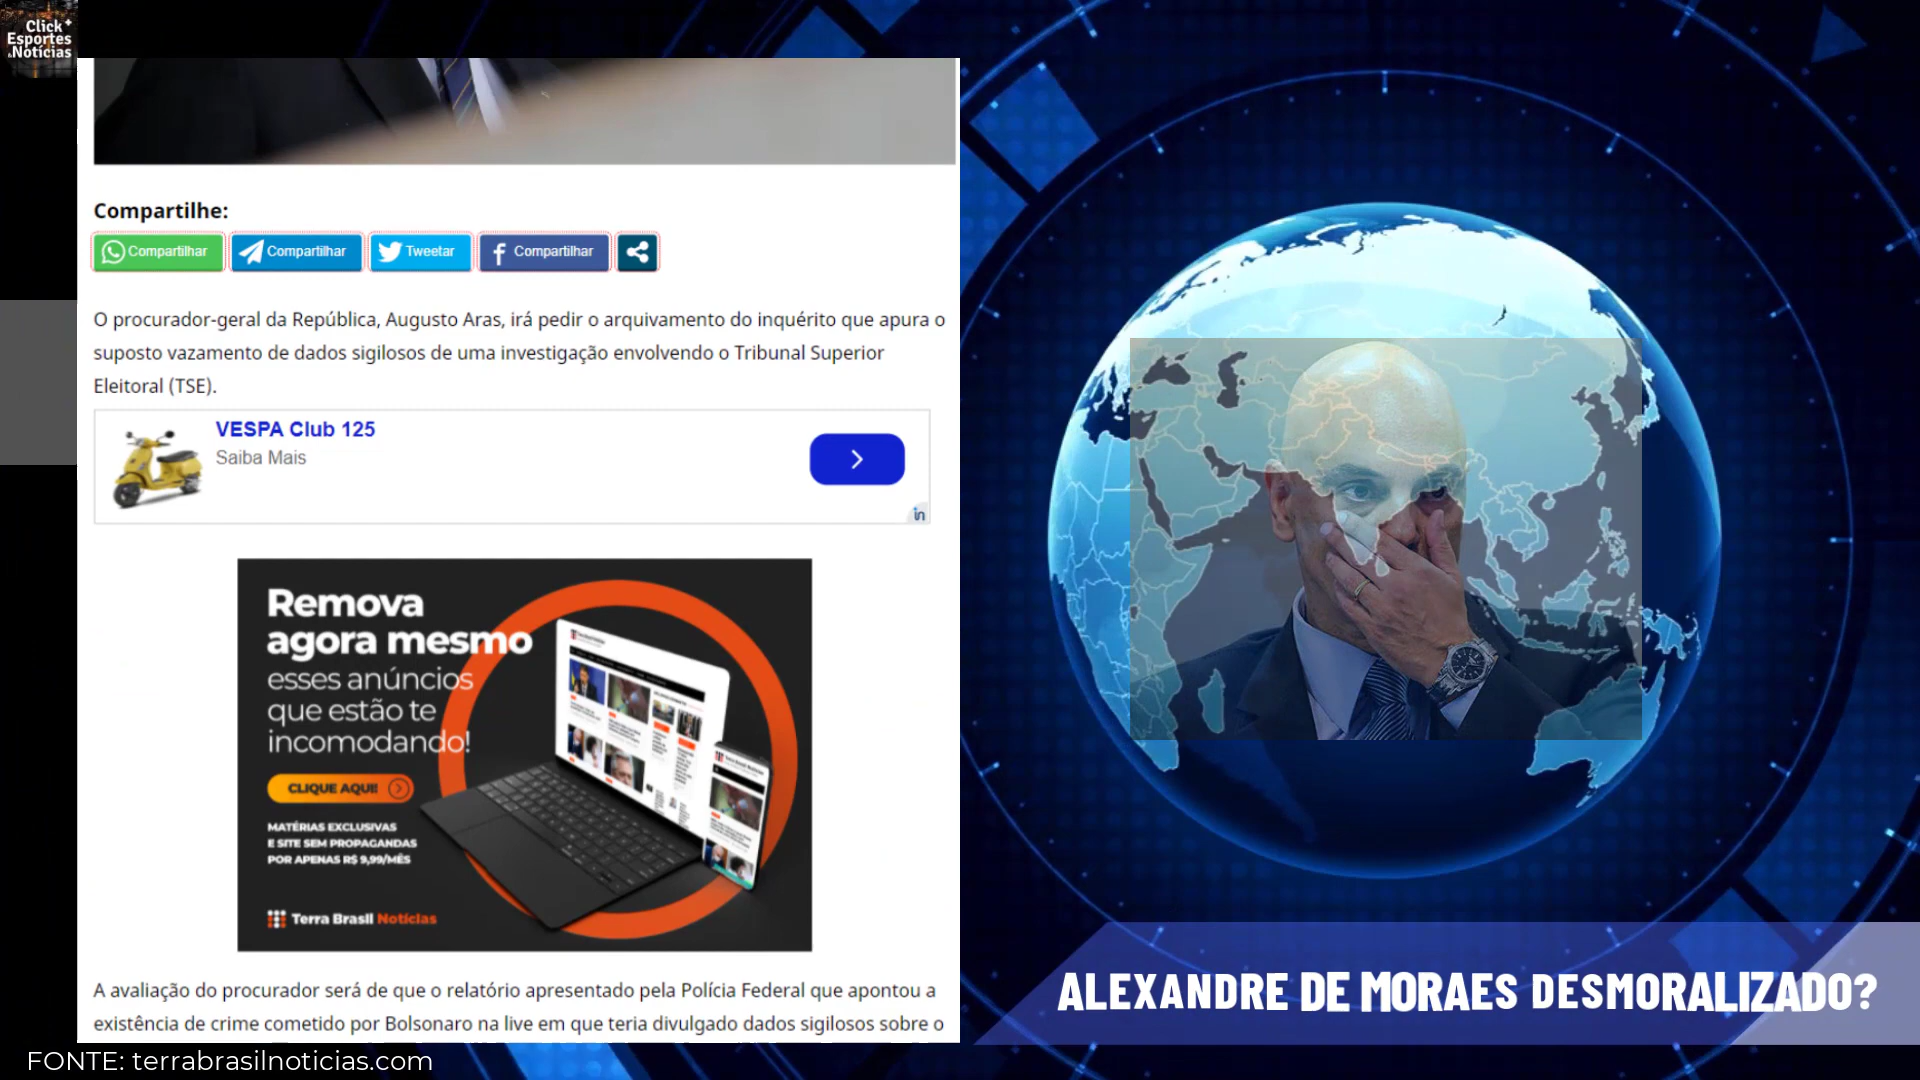 Click+
Esportes
&Notícias
Compartilhe:
Compartilhar
Compartilhar
Tweetar
Compartilhar
O procurador-geral da República, Augusto Aras, irá pedir o arquivamento do inquérito que apura o
suposto vazamento de dados sigilosos de uma investigação envolvendo o Tribunal Superior
Eleitoral (TSE).
VESPA Club 125
Saiba Mais
in
Remova
agora mesmo
esses anúncios
que estão te
incomodando!
CLIQUE AQUI!
MATÉRIAS EXCLUSIVAS
E SITE SEM PROPAGANDAS
POR APENAS R$ 9,99/MÊS
Terra Brasil Notícias
A avaliação do procurador será de que o relatório apresentado pela Polícia Federal que apontou a
existência de crime cometido por Bolsonaro na live em que teria divulgado dados sigilosos sobre o
ALEXANDRE DE MORAES DESMORALIZADO?
FONTE: terrabrasilnoticias.com